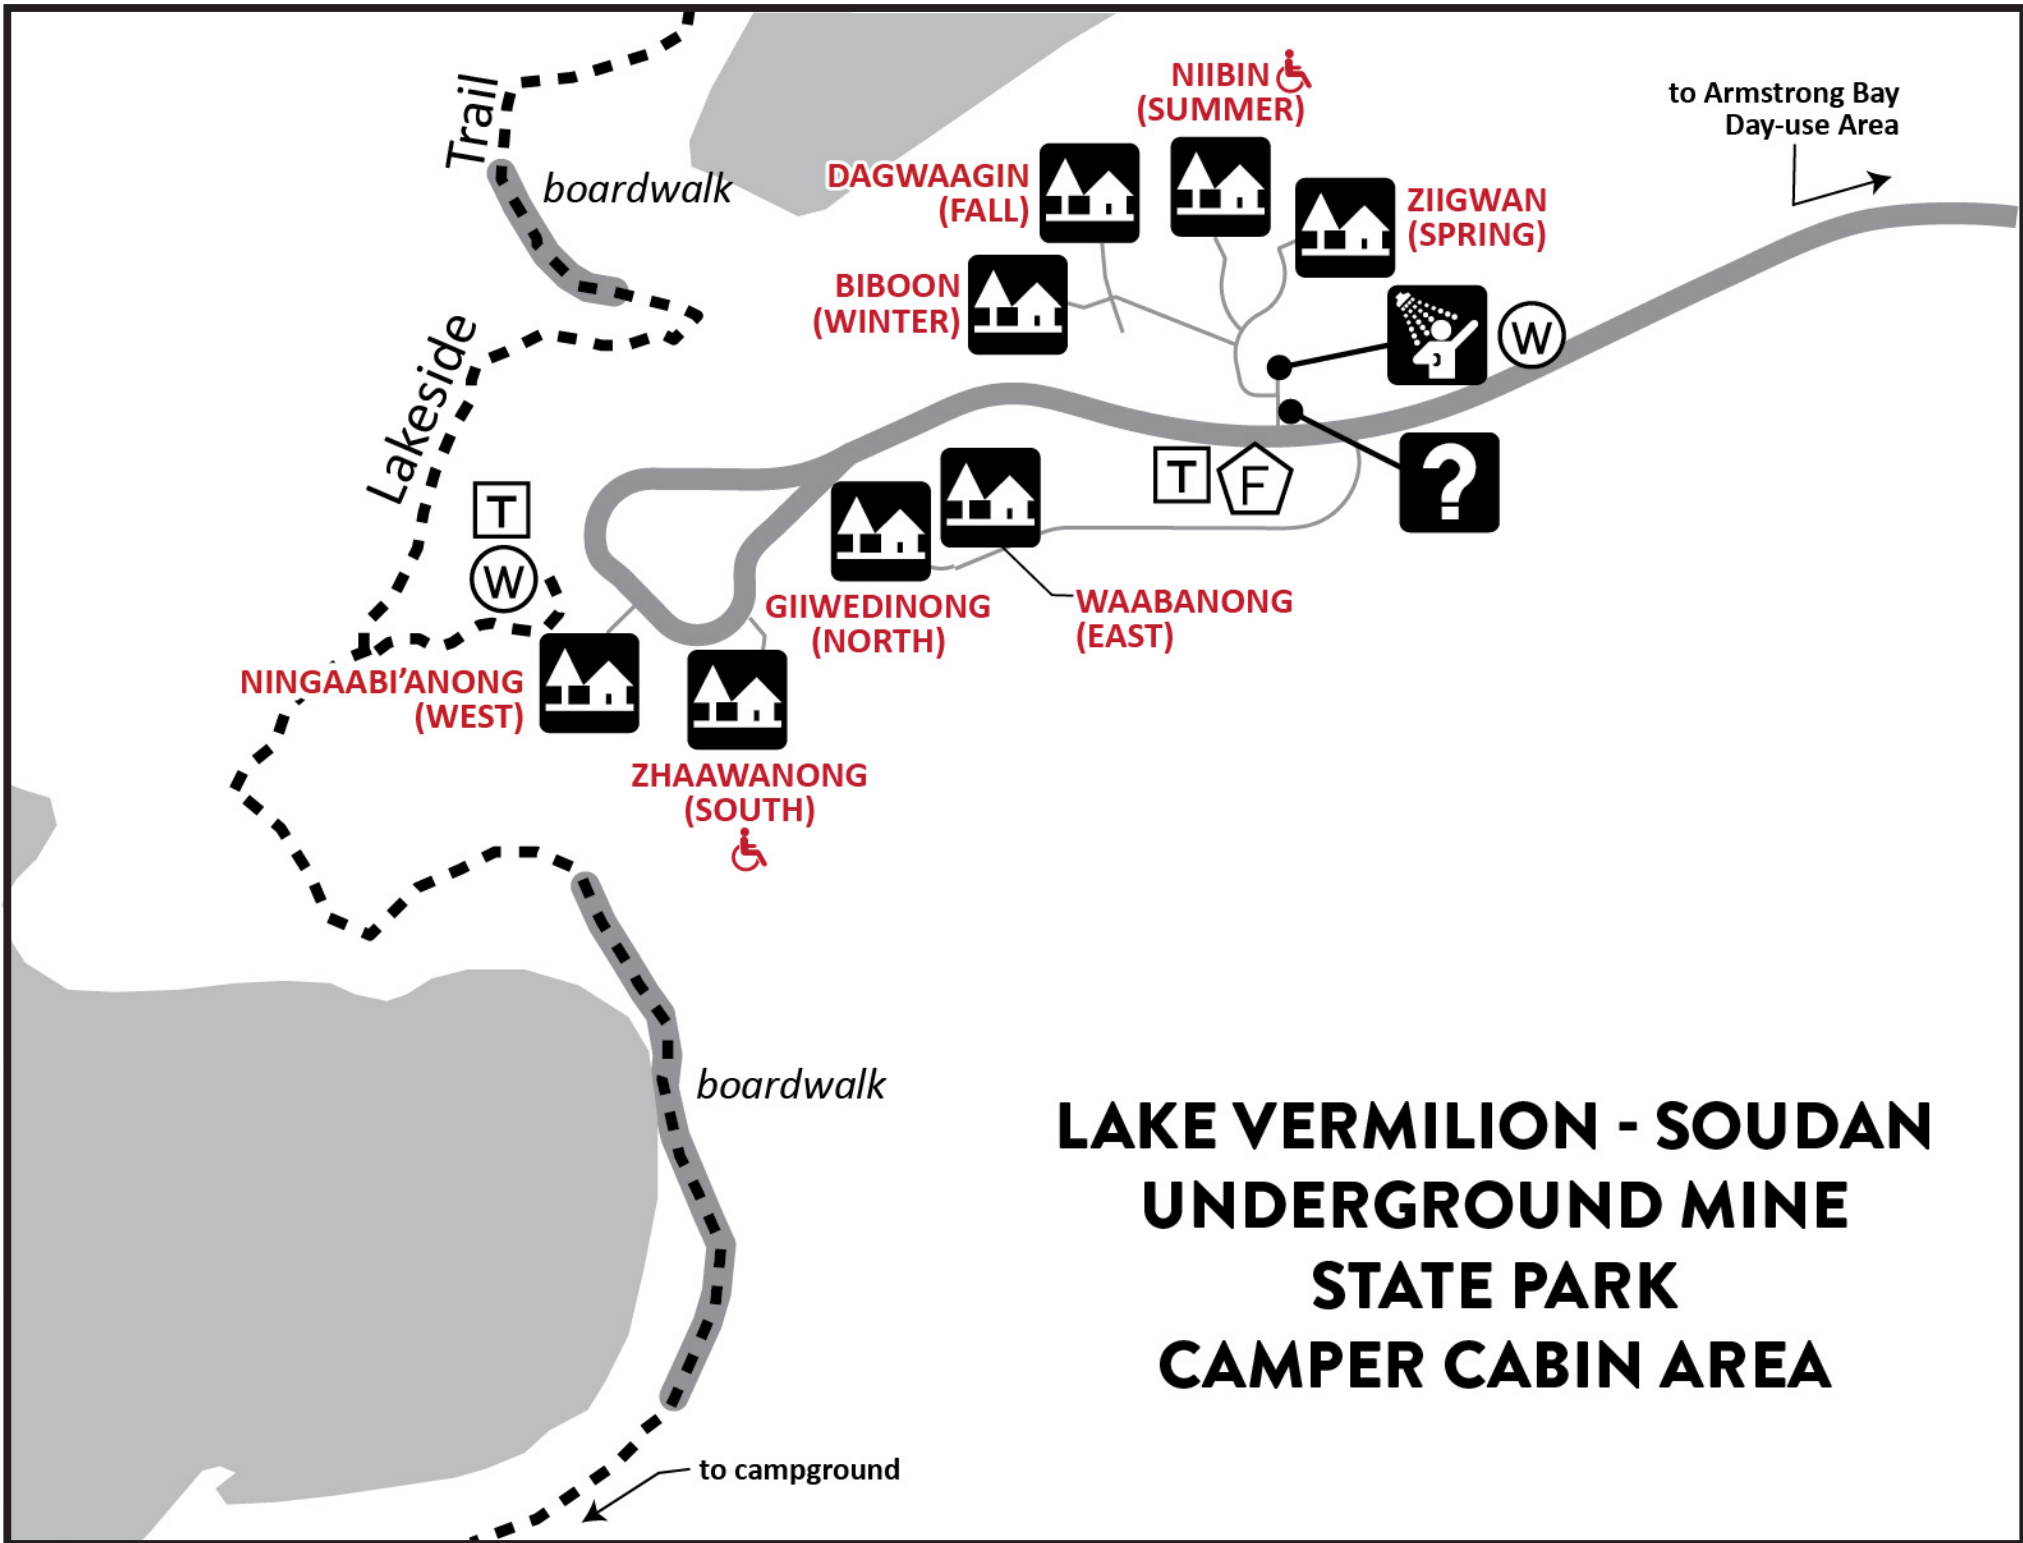 Trail
boardwalk
NIIBIN
(SUMMER)
to Armstrong Bay
Day-use Area
DAGWAAGIN
(FALL)
ZIIGWAN
(SPRING)
BIBOON
(WINTER)
W
Lakeside
T
F
?
T
W
GIIWEDINONG
(NORTH)
WAABANONG
(EAST)
NINGAABI’ANONG
(WEST)
ZHAAWANONG
(SOUTH)
boardwalk
LAKE VERMILION - SOUDAN
UNDERGROUND MINE
STATE PARK
CAMPER CABIN AREA
to campground